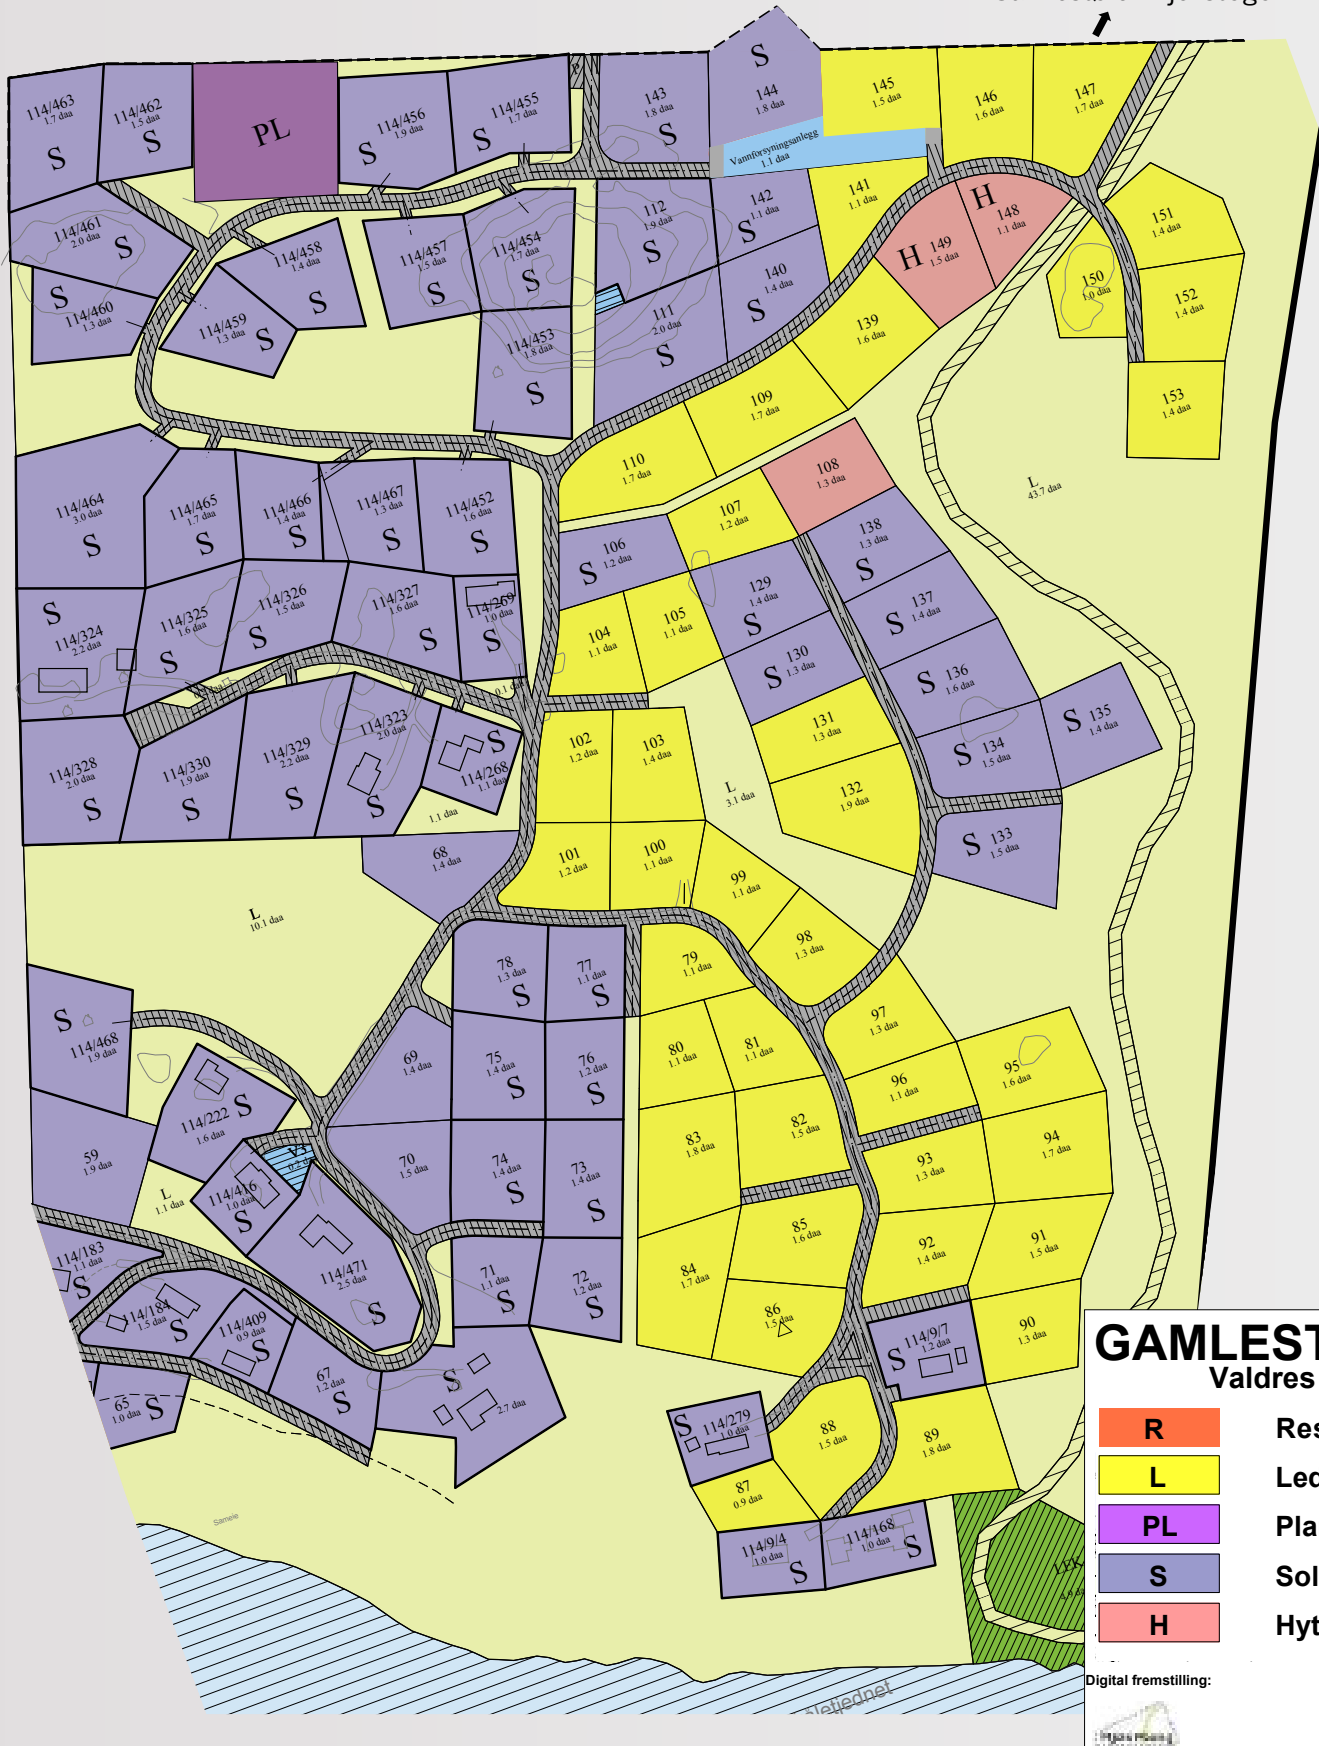 114/463
1.7 daa
S
114/462
1.5 daa
S
PL
114/456
1.9 daa
S
114/455
1.7 daa
S
143
1.8 daa
S
S
144
1.8 daa
145
1.5 daa
146
1.6 daa
147
1.7 daa
Vannforsyningsanlegg
1.1 daa
114/461
2.0 daa
S
114/458
1.4 daa
S
114/457
1.5 daa
S
114/454
1.7 daa
S
112
1.9 daa
S
142
1.1 daa
S
141
1.1 daa
H
148
1.1 daa
H
149
1.5 daa
151
1.4 daa
150
1.0 daa
152
1.4 daa
153
1.4 daa
S
114/460
1.3 daa
114/459
1.3 daa
S
114/453
1.8 daa
S
111
2.0 daa
S
140
1.4 daa
S
139
1.6 daa
109
1.7 daa
110
1.7 daa
108
1.3 daa
107
1.2 daa
L
43.7 daa
114/464
3.0 daa
S
114/465
1.7 daa
S
114/466
1.4 daa
S
114/467
1.3 daa
S
114/452
1.6 daa
S
106
1.2 daa
S
138
1.3 daa
S
137
1.4 daa
S
136
1.6 daa
S
S
135
1.4 daa
134
1.5 daa
S
133
1.5 daa
S
129
1.4 daa
S
130
1.3 daa
S
131
1.3 daa
132
1.9 daa
105
1.1 daa
104
1.1 daa
S
114/324
2.2 daa
114/325
1.6 daa
S
114/326
1.5 daa
S
114/327
1.6 daa
S
114/269
1.0 daa
S
0.1 d
114/328
2.0 daa
S
114/330
1.9 daa
S
114/329
2.2 daa
S
114/323
2.0 daa
S
S
114/268
1.1 daa
1.1 daa
102
1.2 daa
103
1.4 daa
L
3.1 daa
101
1.2 daa
100
1.1 daa
99
1.1 daa
98
1.3 daa
68
1.4 daa
L
10.1 daa
78
1.3 daa
S
77
1.1 daa
S
79
1.1 daa
97
1.3 daa
S
114/468
1.9 daa
69
1.4 daa
75
1.4 daa
S
76
1.2 daa
S
80
1.1 daa
81
1.1 daa
96
1.1 daa
95
1.6 daa
114/222
1.6 daa
S
59
1.9 daa
70
1.5 daa
74
1.4 daa
S
73
1.4 daa
S
83
1.8 daa
82
1.5 daa
93
1.3 daa
94
1.7 daa
L
1.1 daa
114/416
1.0 daa
S
114/471
2.5 daa
S
85
1.6 daa
92
1.4 daa
91
1.5 daa
114/183
1.1 daa
S
71
1.1 daa
S
72
1.2 daa
S
84
1.7 daa
86
1.5 daa
90
1.3 daa
114/184
1.5 daa
S
114/409
0.9 daa
S
67
1.2 daa
S
S
2.7 daa
65
1.0 daa
S
114/9/7
1.2 daa
S
S
114/279
1.0 daa
88
1.5 daa
89
1.8 daa
87
0.9 daa
114/9/4
1.0 daa
S
114/168
1.0 daa
S
Sameie
GAMLEST
Valdres
R
Res
L
Led
PL
Pla
S
Sol
H
Hyt
Digital fremstilling: